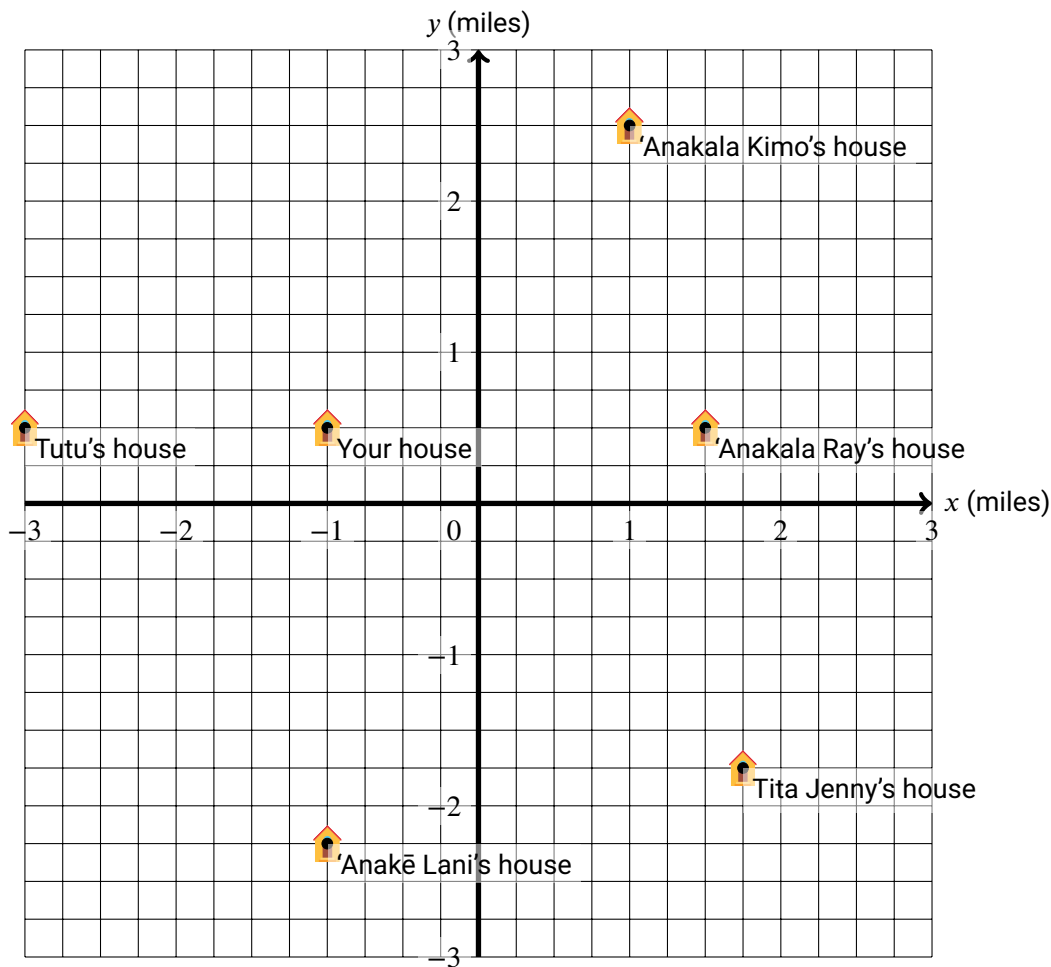 y (miles)
3
‘Anakala Kimo’s house
2
1
Tutu’s house
Your house
‘Anakala Ray’s house
x (miles)
−3
−2
−1
0
1
2
3
−1
Tita Jenny’s house
−2
‘Anakē Lani’s house
−3